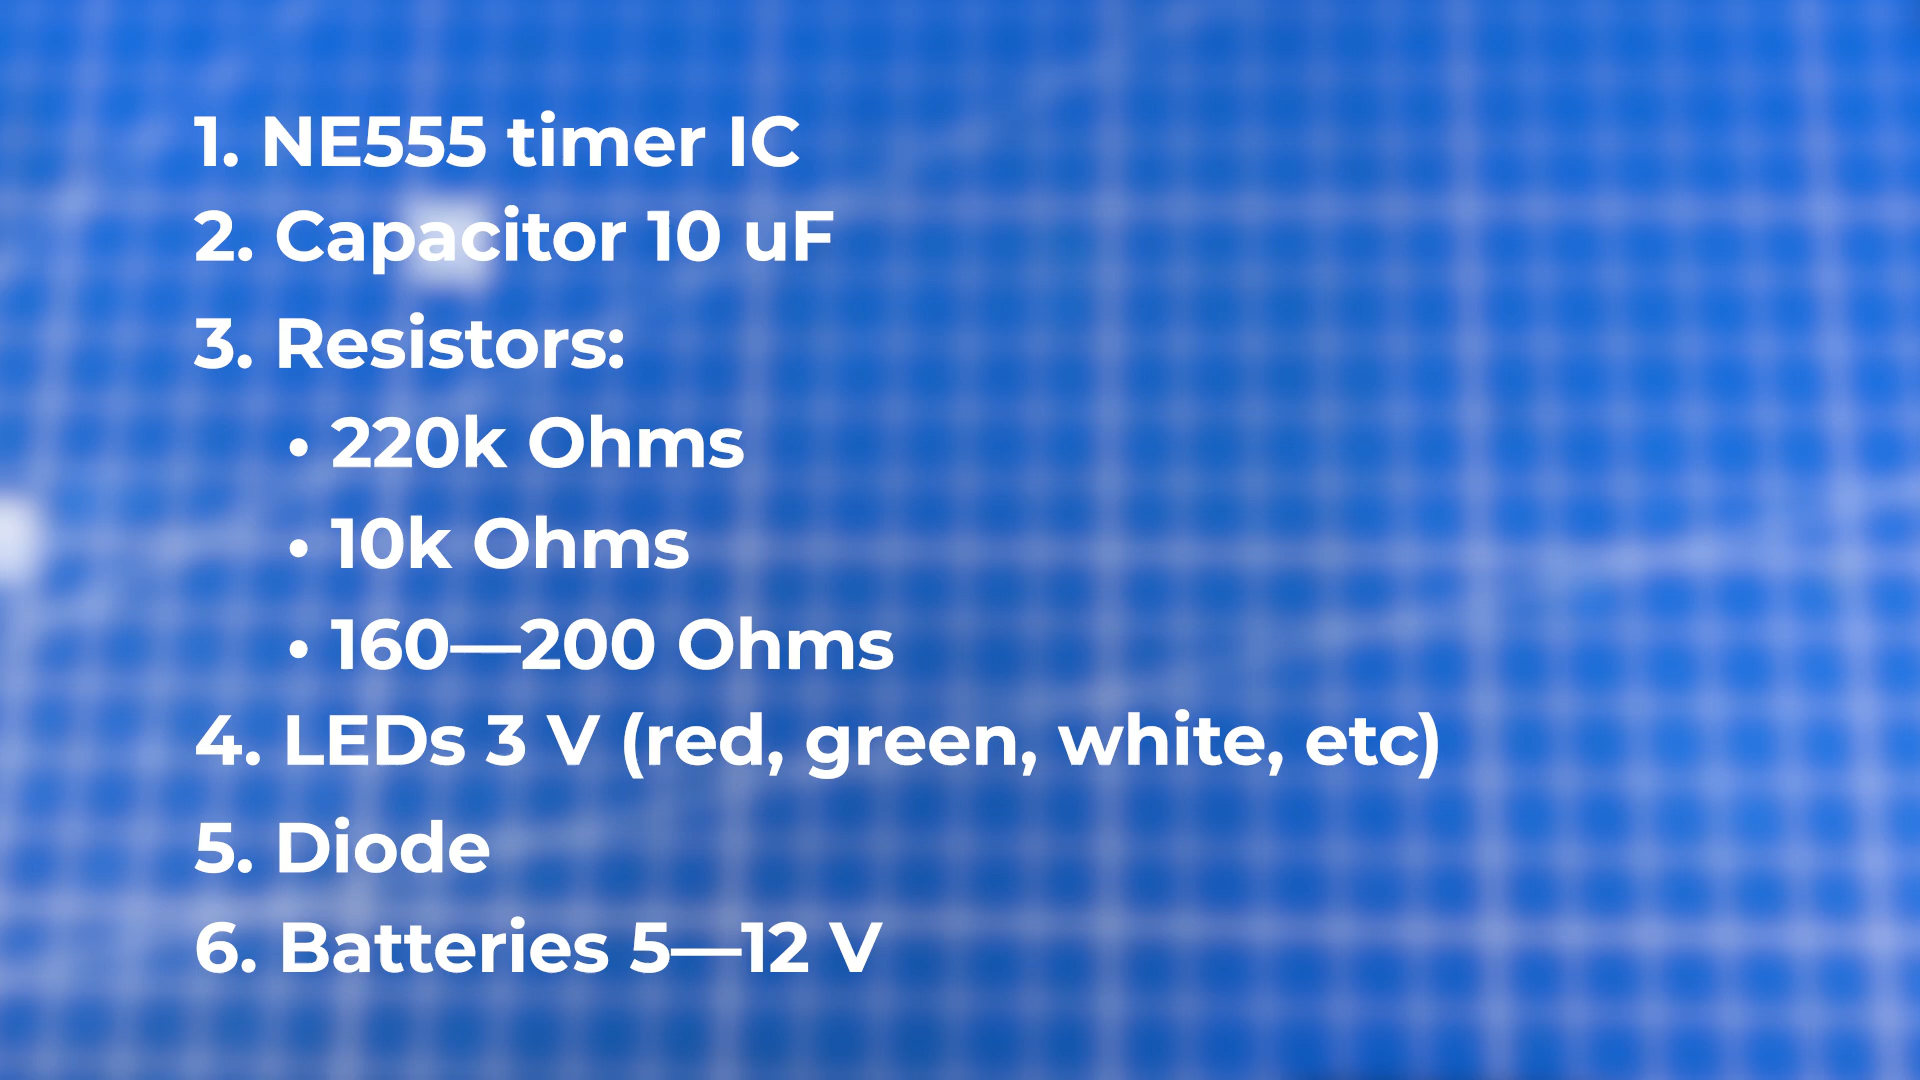 1. NE555 timer IC
2. Capacitor 10 uF
3. Resistors:
• 220k Ohms
• 10k Ohms
• 160—200 Ohms
4. LEDs 3 V (red, green, white, etc)
5. Diode
6. Batteries 5—12 V